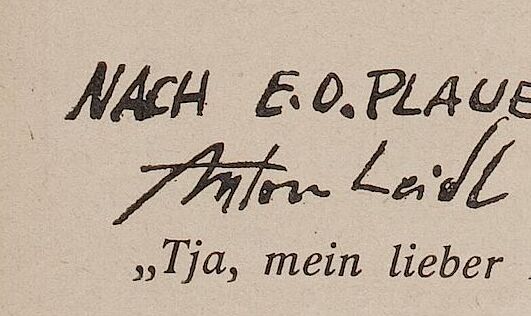 NACH E.O.PLAUE
Anton Leidl
„Tja, mein lieber